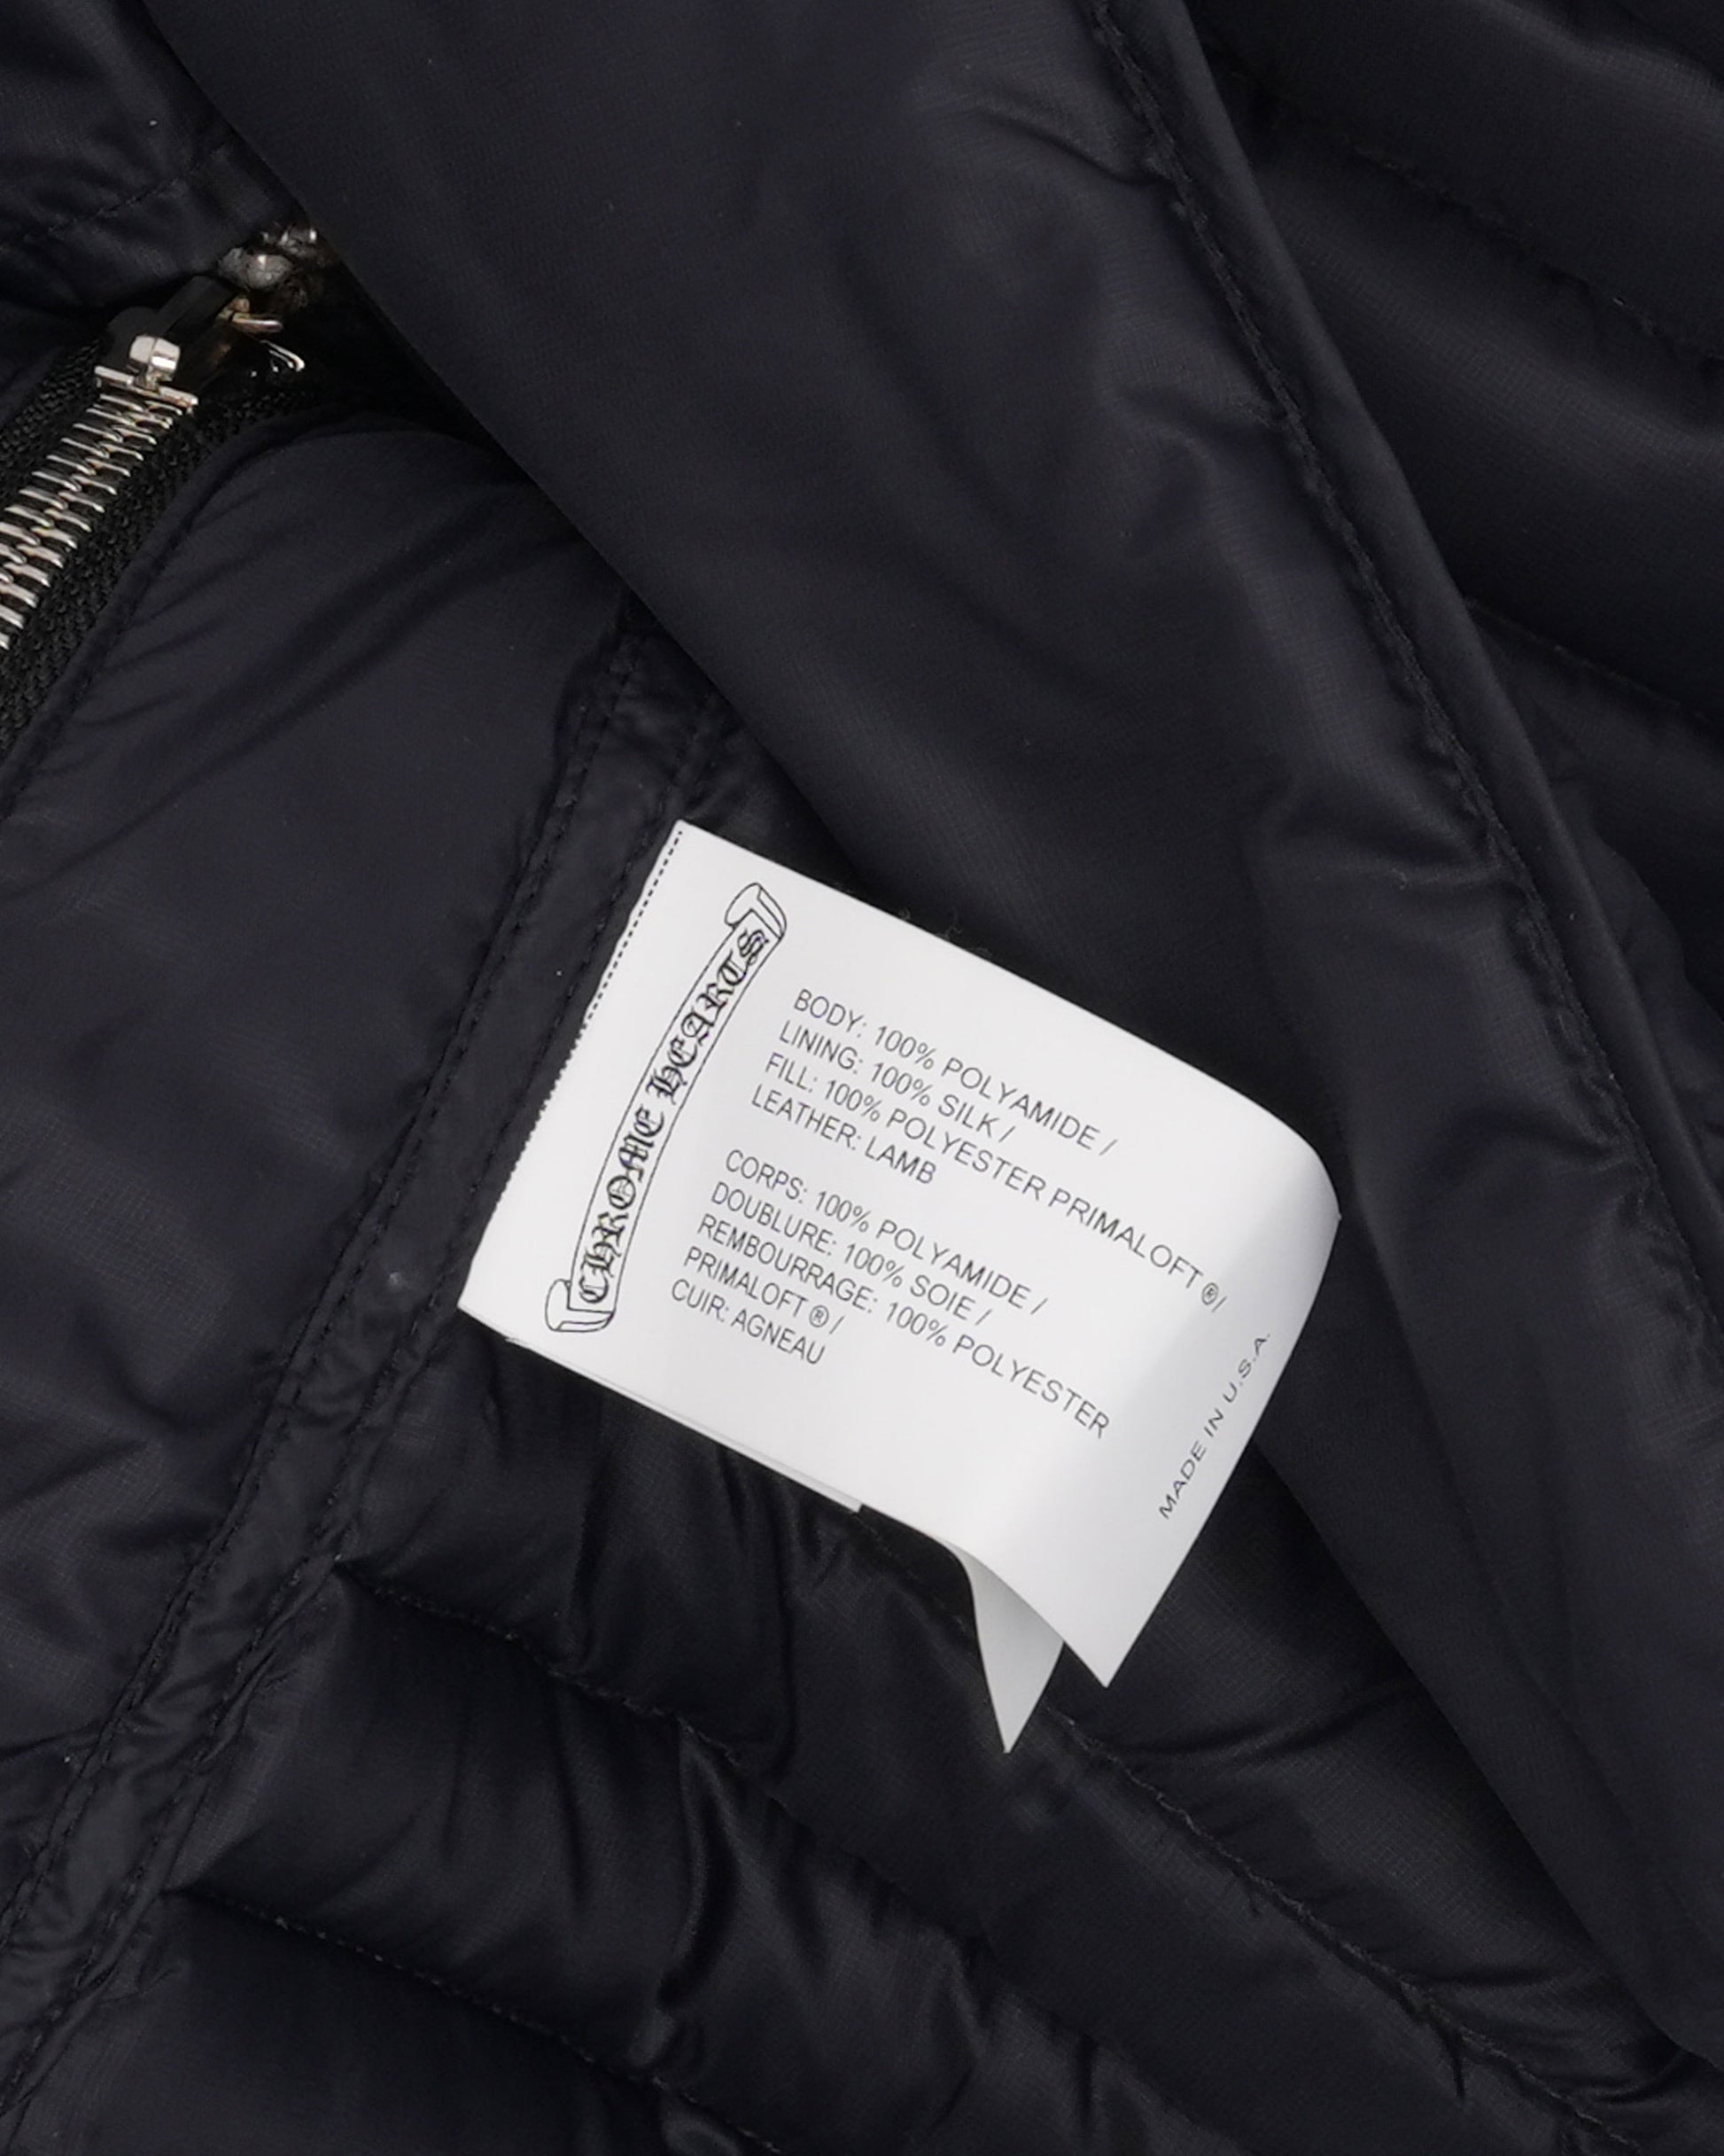 CHROME HEARTS
BODY: 100% POLYAMIDE /
LINING: 100% SILK /
FILL: 100% POLYESTER PRIMALOFT ® /
LEATHER: LAMB
CORPS: 100% POLYAMIDE /
DOUBLURE: 100% SOIE /
REMBOURRAGE: 100% POLYESTER
PRIMALOFT ® /
CUIR: AGNEAU
MADE IN U.S.A.